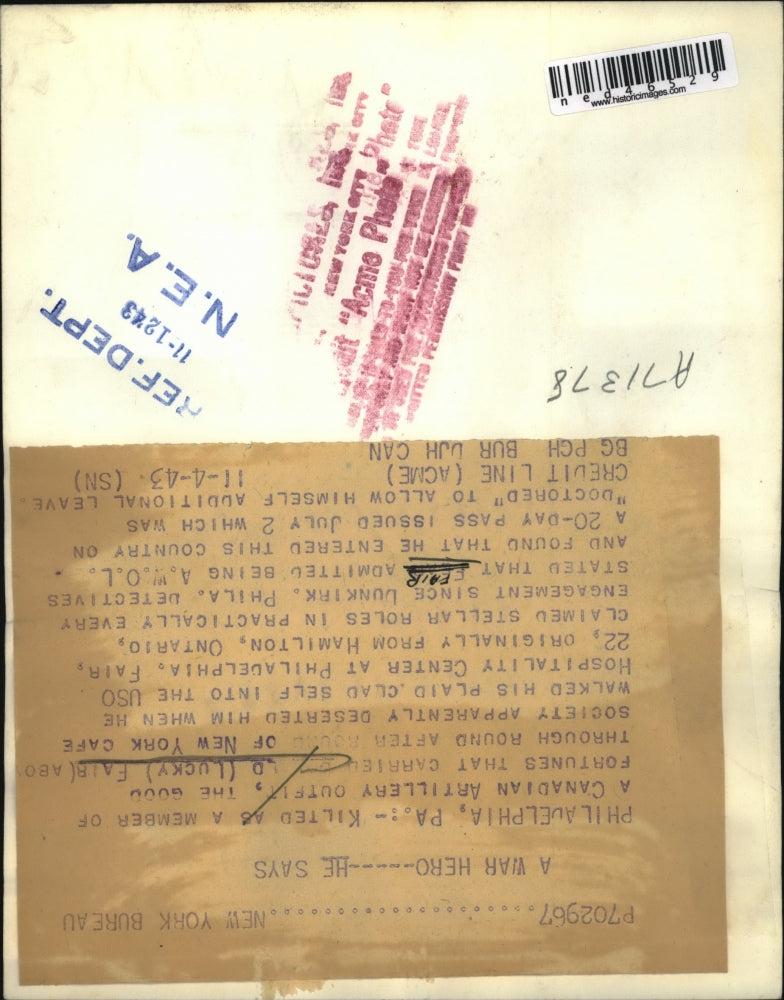 P702967..................NEW YORK BUREAU
A WAR HERO-----HE SAYS
PHILADELPHIA, PA.:- KILTED AS A MEMBER OF
A CANADIAN ARTILLERY OUTFIT, THE GOOD
FORTUNES THAT CARRIED (LUCKY) FAIR (ABO
THROUGH ROUND AFTER ROUND OF NEW YORK CAFE
SOCIETY APPARENTLY DESERTED HIM WHEN HE
WALKED HIS PLAID CLAD SELF INTO THE USO
HOSPITALITY CENTER AT PHILADELPHIA. FAIR,
22, ORIGINALLY FROM HAMILTON, ONTARIO,
CLAIMED STELLAR ROLES IN PRACTICALLY EVERY
ENGAGEMENT SINCE DUNKIRK. PHILA. DETECTIVES
STATED THAT FAIR ADMITTED BEING A.W.O.L.
AND FOUND THAT HE ENTERED THIS COUNTRY ON
A 20-DAY PASS ISSUED JULY 2 WHICH WAS
"DOCTORED" TO ALLOW HIMSELF ADDITIONAL LEAVE.
CREDIT LINE (ACME) 11-4-43 (SN)
BG PGH BUR DJH CAN
A71378
REF. DEPT.
11-1243
N.E.A.
NEW YORK CITY
"Acme Photo"
ned46529
www.historicimages.com